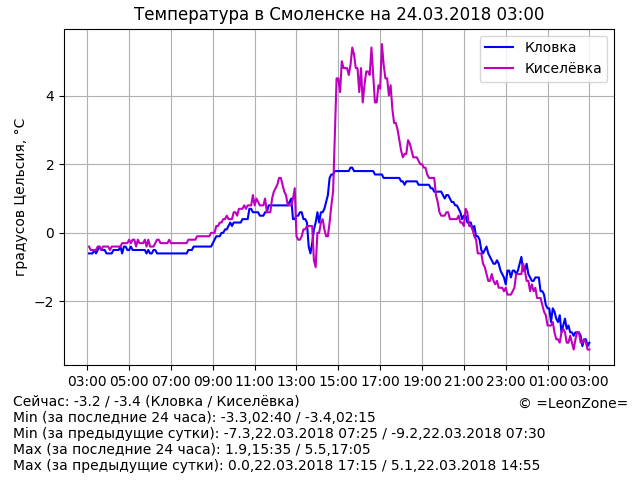 Температура в Смоленске на 24.03.2018 03:00
Кловка
Киселёвка
градусов Цельсия, °C
4
2
0
−2
03:00 05:00 07:00 09:00 11:00 13:00 15:00 17:00 19:00 21:00 23:00 01:00 03:00
Сейчас: -3.2 / -3.4 (Кловка / Киселёвка)
© =LeonZone=
Min (за последние 24 часа): -3.3,02:40 / -3.4,02:15
Min (за предыдущие сутки): -7.3,22.03.2018 07:25 / -9.2,22.03.2018 07:30
Max (за последние 24 часа): 1.9,15:35 / 5.5,17:05
Max (за предыдущие сутки): 0.0,22.03.2018 17:15 / 5.1,22.03.2018 14:55